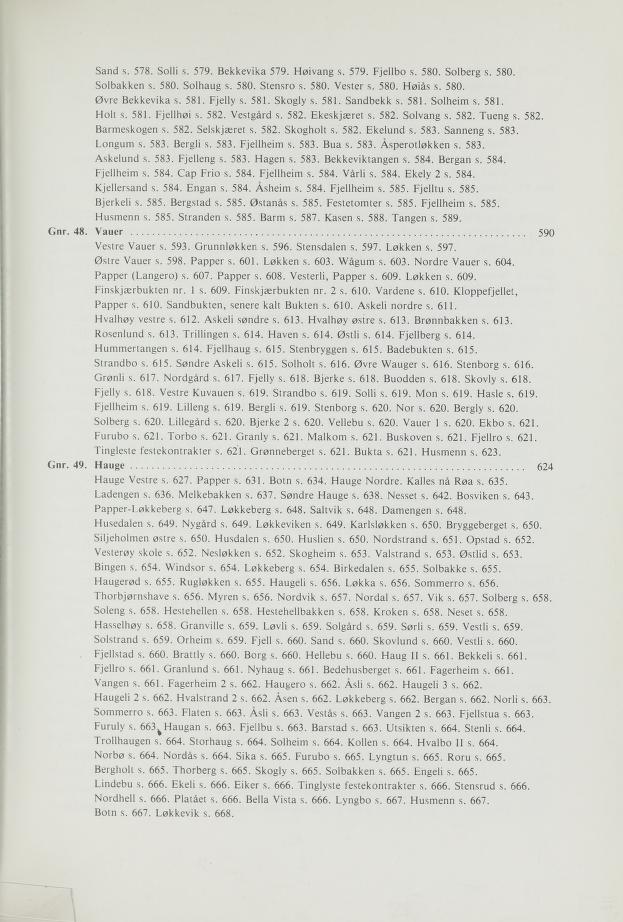 Sand s. 578. Solli s. 579. Bekkevika 579. Høivang s. 579. Fjellbo s. 580. Solberg s. 580.
Solbakken s. 580. Solhaug s. 580. Stensro s. 580. Vester s. 580. Høiås s. 580.
Øvre Bekkevika s. 581. Fjelly s. 581. Skogly s. 581. Sandbekk s. 581. Solheim s. 581.
Holt s. 581. Fjellhøi s. 582. Vestgård s. 582. Ekeskjæret s. 582. Solvang s. 582. Tueng s. 582.
Barmeskogen s. 582. Selskjæret s. 582. Skogholt s. 582. Ekelund s. 583. Sanneng s. 583.
Longum s. 583. Bergli s. 583. Fjellheim s. 583. Bua s. 583. Åsperotløkken s. 583.
Askelund s. 583. Fjelleng s. 583. Hagen s. 583. Bekkeviktangen s. 584. Bergan s. 584.
Fjellheim s. 584. Cap Frio s. 584. Fjellheim s. 584. Vårli s. 584. Ekely 2 s. 584.
Kjellersand s. 584. Engan s. 584. Åsheim s. 584. Fjellheim s. 585. Fjelltu s. 585.
Bjerkeli s. 585. Bergstad s. 585. Østanås s. 585. Festetomter s. 585. Fjellheim s. 585.
Husmenn s. 585. Stranden s. 585. Barm s. 587. Kasen s. 588. Tangen s. 589.
Gnr. 48. Vauer ........................................................................ 590
Vestre Vauer s. 593. Grunnløkken s. 596. Stensdalen s. 597. Løkken s. 597.
Østre Vauer s. 598. Papper s. 601. Løkken s. 603. Wågum s. 603. Nordre Vauer s. 604.
Papper (Langero) s. 607. Papper s. 608. Vesterli, Papper s. 609. Løkken s. 609.
Finskjærbukten nr. 1 s. 609. Finskjærbukten nr. 2 s. 610. Vardene s. 610. Kloppefjellet,
Papper s. 610. Sandbukten, senere kalt Bukten s. 610. Askeli nordre s. 611.
Hvalhøy vestre s. 612. Askeli søndre s. 613. Hvalhøy østre s. 613. Brønnbakken s. 613.
Rosenlund s. 613. Trillingen s. 614. Haven s. 614. Østli s. 614. Fjellberg s. 614.
Hummertangen s. 614. Fjellhaug s. 615. Stenbryggen s. 615. Badebukten s. 615.
Strandbo s. 615. Søndre Askeli s. 615. Solholt s. 616. Øvre Wauger s. 616. Stenborg s. 616.
Grønli s. 617. Nordgård s. 617. Fjelly s. 618. Bjerke s. 618. Buodden s. 618. Skovly s. 618.
Fjelly s. 618. Vestre Kuvauen s. 619. Strandbo s. 619. Solli s. 619. Mon s. 619. Hasle s. 619.
Fjellheim s. 619. Lilleng s. 619. Bergli s. 619. Stenborg s. 620. Nor s. 620. Bergly s. 620.
Solberg s. 620. Lillegård s. 620. Bjerke 2 s. 620. Vellebu s. 620. Vauer 1 s. 620. Ekbo s. 621.
Furubo s. 621. Torbo s. 621. Granly s. 621. Malkom s. 621. Buskoven s. 621. Fjellro s. 621.
Tingleste festekontrakter s. 621. Grønneberget s. 621. Bukta s. 621. Husmenn s. 623.
Gnr. 49. Hauge ........................................................................ 624
Hauge Vestre s. 627. Papper s. 631. Botn s. 634. Hauge Nordre. Kalles nå Røa s. 635.
Ladengen s. 636. Melkebakken s. 637. Søndre Hauge s. 638. Nesset s. 642. Bosviken s. 643.
Papper-Løkkeberg s. 647. Løkkeberg s. 648. Saltvik s. 648. Damengen s. 648.
Husedalen s. 649. Nygård s. 649. Løkkeviken s. 649. Karlsløkken s. 650. Bryggeberget s. 650.
Siljeholmen østre s. 650. Husdalen s. 650. Huslien s. 650. Nordstrand s. 651. Opstad s. 652.
Vesterøy skole s. 652. Nesløkken s. 652. Skogheim s. 653. Valstrand s. 653. Østlid s. 653.
Bingen s. 654. Windsor s. 654. Løkkeberg s. 654. Birkedalen s. 655. Solbakke s. 655.
Haugerød s. 655. Rugløkken s. 655. Haugeli s. 656. Løkka s. 656. Sommerro s. 656.
Thorbjørnshave s. 656. Myren s. 656. Nordvik s. 657. Nordal s. 657. Vik s. 657. Solberg s. 658.
Soleng s. 658. Hestehellen s. 658. Hestehellbakken s. 658. Kroken s. 658. Neset s. 658.
Hasselhøy s. 658. Granville s. 659. Løvli s. 659. Solgård s. 659. Sørli s. 659. Vestli s. 659.
Solstrand s. 659. Orheim s. 659. Fjell s. 660. Sand s. 660. Skovlund s. 660. Vestli s. 660.
Fjellstad s. 660. Brattly s. 660. Borg s. 660. Hellebu s. 660. Haug II s. 661. Bekkeli s. 661.
Fjellro s. 661. Granlund s. 661. Nyhaug s. 661. Bedehusberget s. 661. Fagerheim s. 661.
Vangen s. 661. Fagerheim 2 s. 662. Haugero s. 662. Åsli s. 662. Haugeli 3 s. 662.
Haugeli 2 s. 662. Hvalstrand 2 s. 662. Åsen s. 662. Løkkeberg s. 662. Bergan s. 662. Norli s. 663.
Sommerro s. 663. Flaten s. 663. Åsli s. 663. Vestås s. 663. Vangen 2 s. 663. Fjellstua s. 663.
Furuly s. 663. Haugan s. 663. Fjellbu s. 663. Barstad s. 663. Utsikten s. 664. Stenli s. 664.
Trollhaugen s. 664. Storhaug s. 664. Solheim s. 664. Kollen s. 664. Hvalbo II s. 664.
Norbø s. 664. Nordås s. 664. Sika s. 665. Furubo s. 665. Lyngtun s. 665. Roru s. 665.
Bergholt s. 665. Thorberg s. 665. Skogly s. 665. Solbakken s. 665. Engeli s. 665.
Lindebu s. 666. Ekeli s. 666. Eiker s. 666. Tinglyste festekontrakter s. 666. Stensrud s. 666.
Nordhell s. 666. Platået s. 666. Bella Vista s. 666. Lyngbo s. 667. Husmenn s. 667.
Botn s. 667. Løkkevik s. 668.